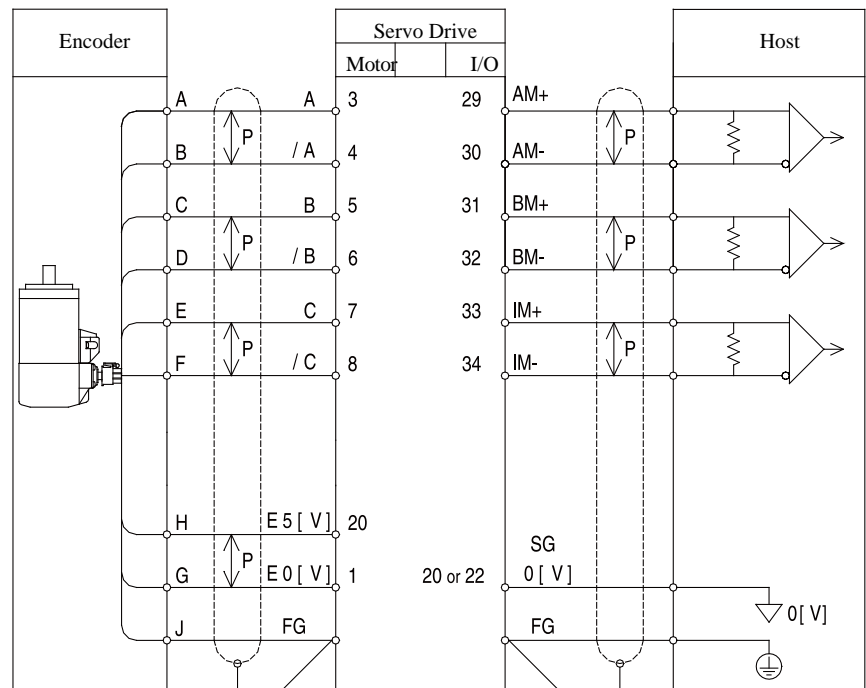 Encoder Servo Drive Host
Motor I/O
A A 3 29 AM+
P P
B / A 4 30 AM-
C B 5 31 BM+
P P
D / B 6 32 BM-
E C 7 33 IM+
P P
F / C 8 34 IM-
H E 5 [ V ] 20
P SG
G E 0 [ V ] 1 20 or 22 0 [ V ]
0 [ V ]
J FG FG